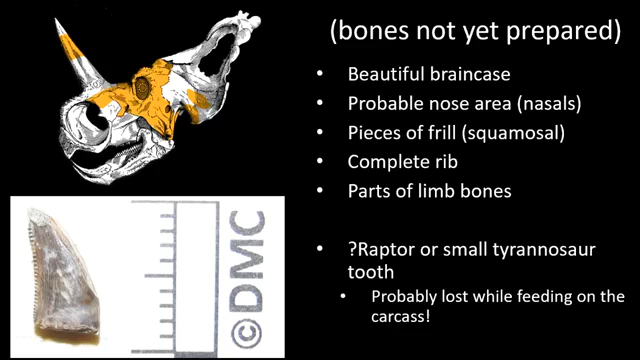 (bones not yet prepared)
• Beautiful braincase
• Probable nose area (nasals)
• Pieces of frill (squamosal)
• Complete rib
• Parts of limb bones
• ?Raptor or small tyrannosaur
tooth
• Probably lost while feeding on the
carcass!
©DMC